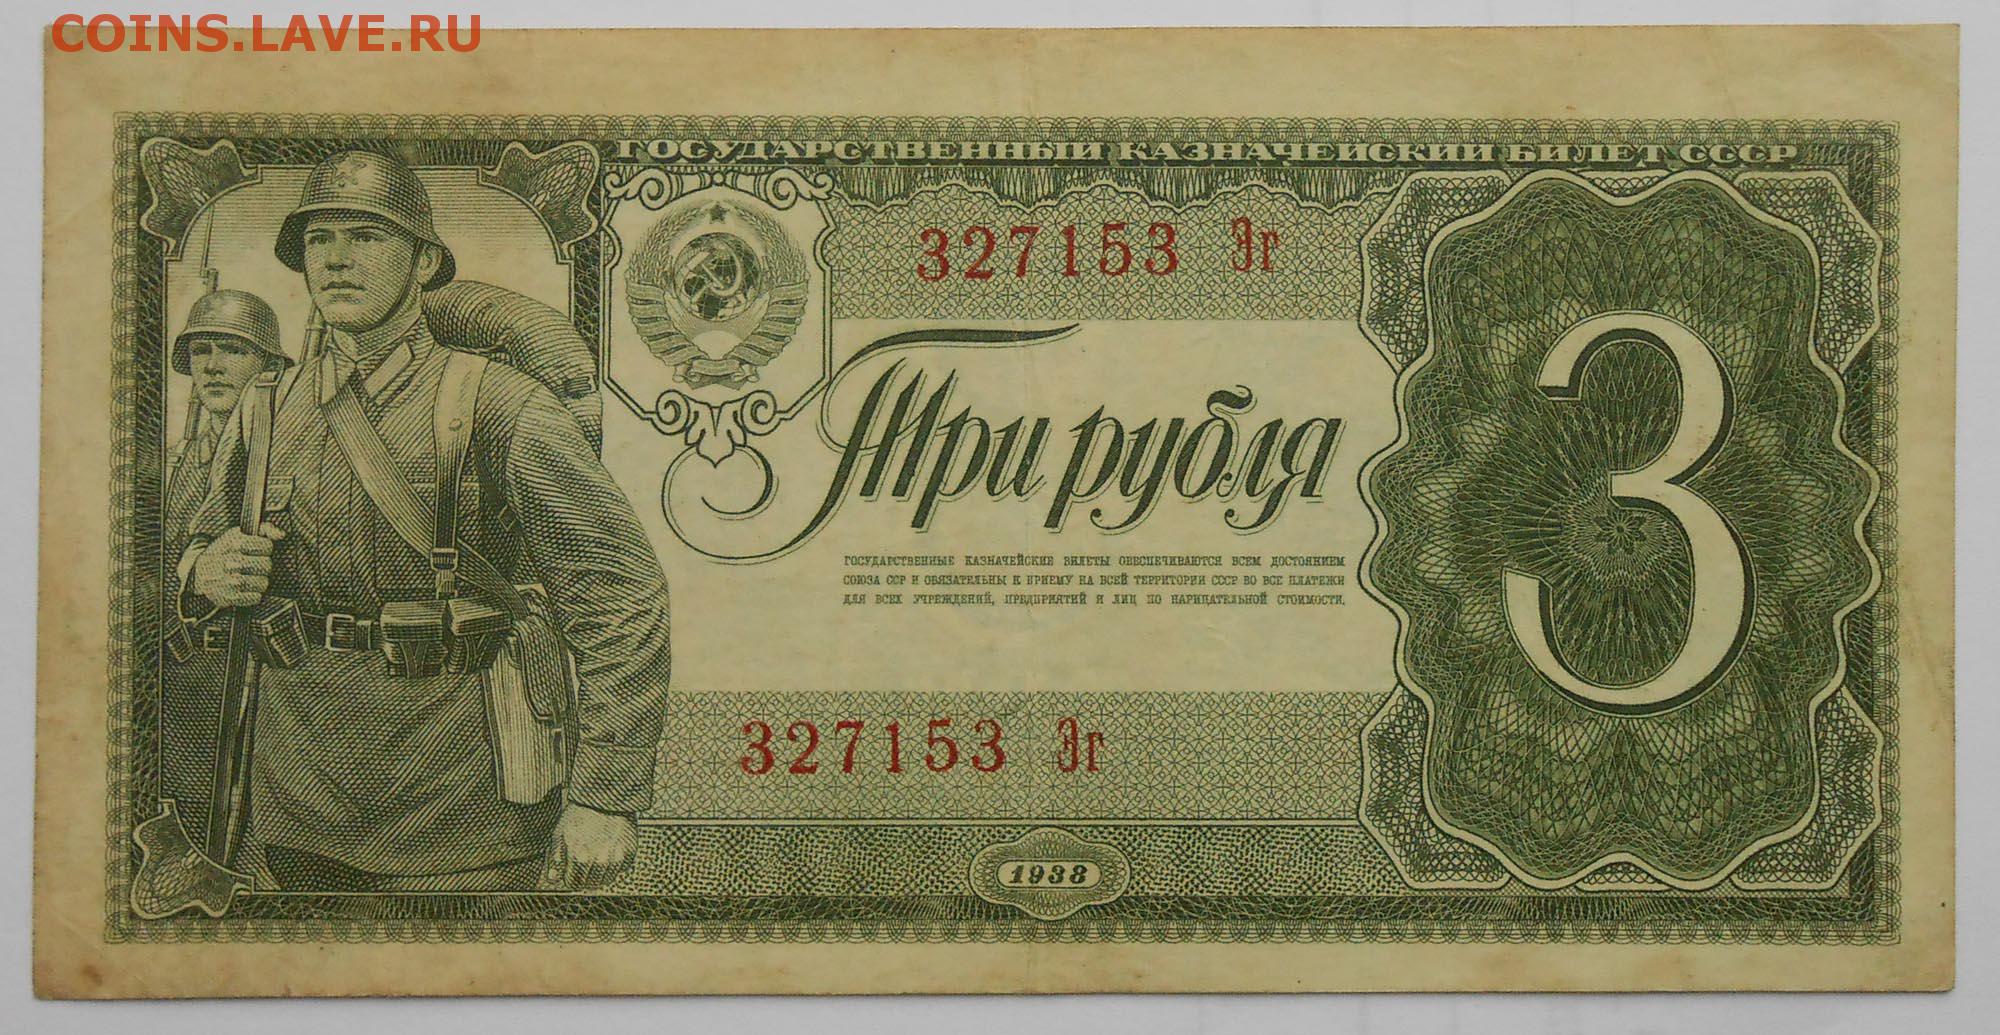 COINS.LAVE.RU
ГОСУДАРСТВЕННЫЙ КАЗНАЧЕЙСКИЙ БИЛЕТ СССР
327153 Эг
Три рубля
3
ГОСУДАРСТВЕННЫЕ КАЗНАЧЕЙСКИЕ БИЛЕТЫ ОБЕСПЕЧИВАЮТСЯ ВСЕМ ДОСТОЯНИЕМ
СОЮЗА ССР И ОБЯЗАТЕЛЬНЫ К ПРИЕМУ НА ВСЕЙ ТЕРРИТОРИИ СССР ВО ВСЕ ПЛАТЕЖИ
ДЛЯ ВСЕХ УЧРЕЖДЕНИЙ, ПРЕДПРИЯТИЙ И ЛИЦ ПО НАРИЦАТЕЛЬНОЙ СТОИМОСТИ.
327153 Эг
1938